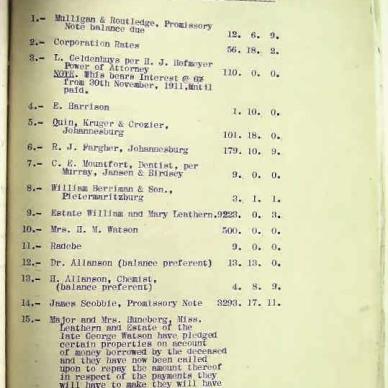 1.- Mulligan & Routledge, Promissory
Note balance due 12. 6. 9.
2.- Corporation Rates 56. 18. 2.
3.- L. Geldenhuys per H. J. Hofmeyer
Power of Attorney 110. 0. 0.
NOTE. This bears Interest @ 6%
from 30th November, 1911, until
paid.
4.- E. Harrison 1. 10. 0.
5.- Quin, Kruger & Crozier,
Johannesburg 101. 18. 0.
6.- R. J. Fargher, Johannesburg 179. 10. 9.
7.- C. E. Mountfort, Dentist, per
Murray, Jansen & Birdsey 9. 0. 0.
8.- William Berriman & Son.,
Pietermaritzburg 3. 1. 1.
9.- Estate William and Mary Leathern. 9223. 0. 3.
10.- Mrs. H. M. Watson 500. 0. 0.
11.- Radebe 9. 0. 0.
12.- Dr. Allanson (balance preferent) 13. 13. 0.
13.- H. Allanson, Chemist,
(balance preferent) 4. 8. 9.
14.- James Scobbie, Promissory Note 3293. 17. 11.
15.- Major and Mrs. Huneberg, Miss.
Leathern and Estate of the
late George Watson have pledged
certain properties on account
of money borrowed by the deceased
and they have now been called
upon to repay the amount thereof
in respect of the payments they
will have to make they will have